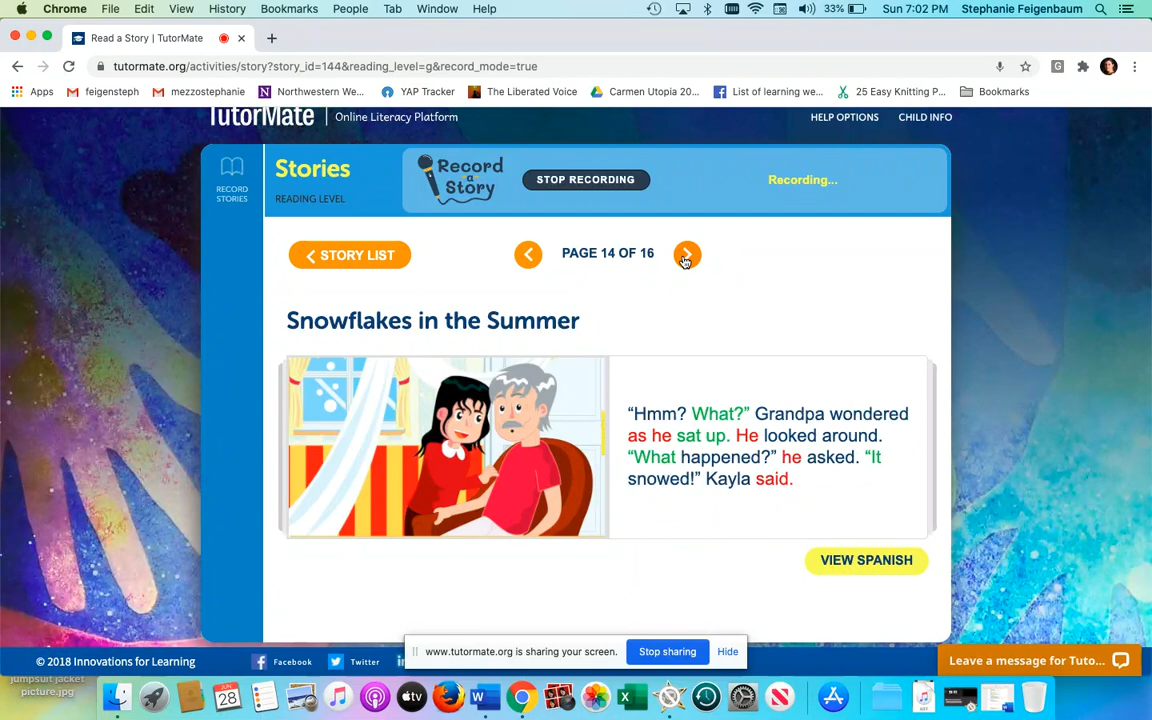 Chrome File Edit View History Bookmarks People Tab Window Help 33% Sun 7:02 PM Stephanie Feigenbaum
Read a Story | TutorMate
tutormate.org/activities/story?story_id=144&reading_level=g&record_mode=true
Apps feigensteph mezzostephanie Northwestern We... YAP Tracker The Liberated Voice Carmen Utopia 20... List of learning we... 25 Easy Knitting P... Bookmarks
TutorMate Online Literacy Platform HELP OPTIONS CHILD INFO
RECORD
STORIES
Stories
READING LEVEL
Record
a
Story
STOP RECORDING
Recording...
STORY LIST
PAGE 14 OF 16
Snowflakes in the Summer
“Hmm? What?” Grandpa wondered
as he sat up. He looked around.
“What happened?” he asked. “It
snowed!” Kayla said.
VIEW SPANISH
www.tutormate.org is sharing your screen. Stop sharing Hide
© 2018 Innovations for Learning Facebook Twitter
Leave a message for Tuto...
jumpsuit jacket
picture.jpg
JUN
28
tv